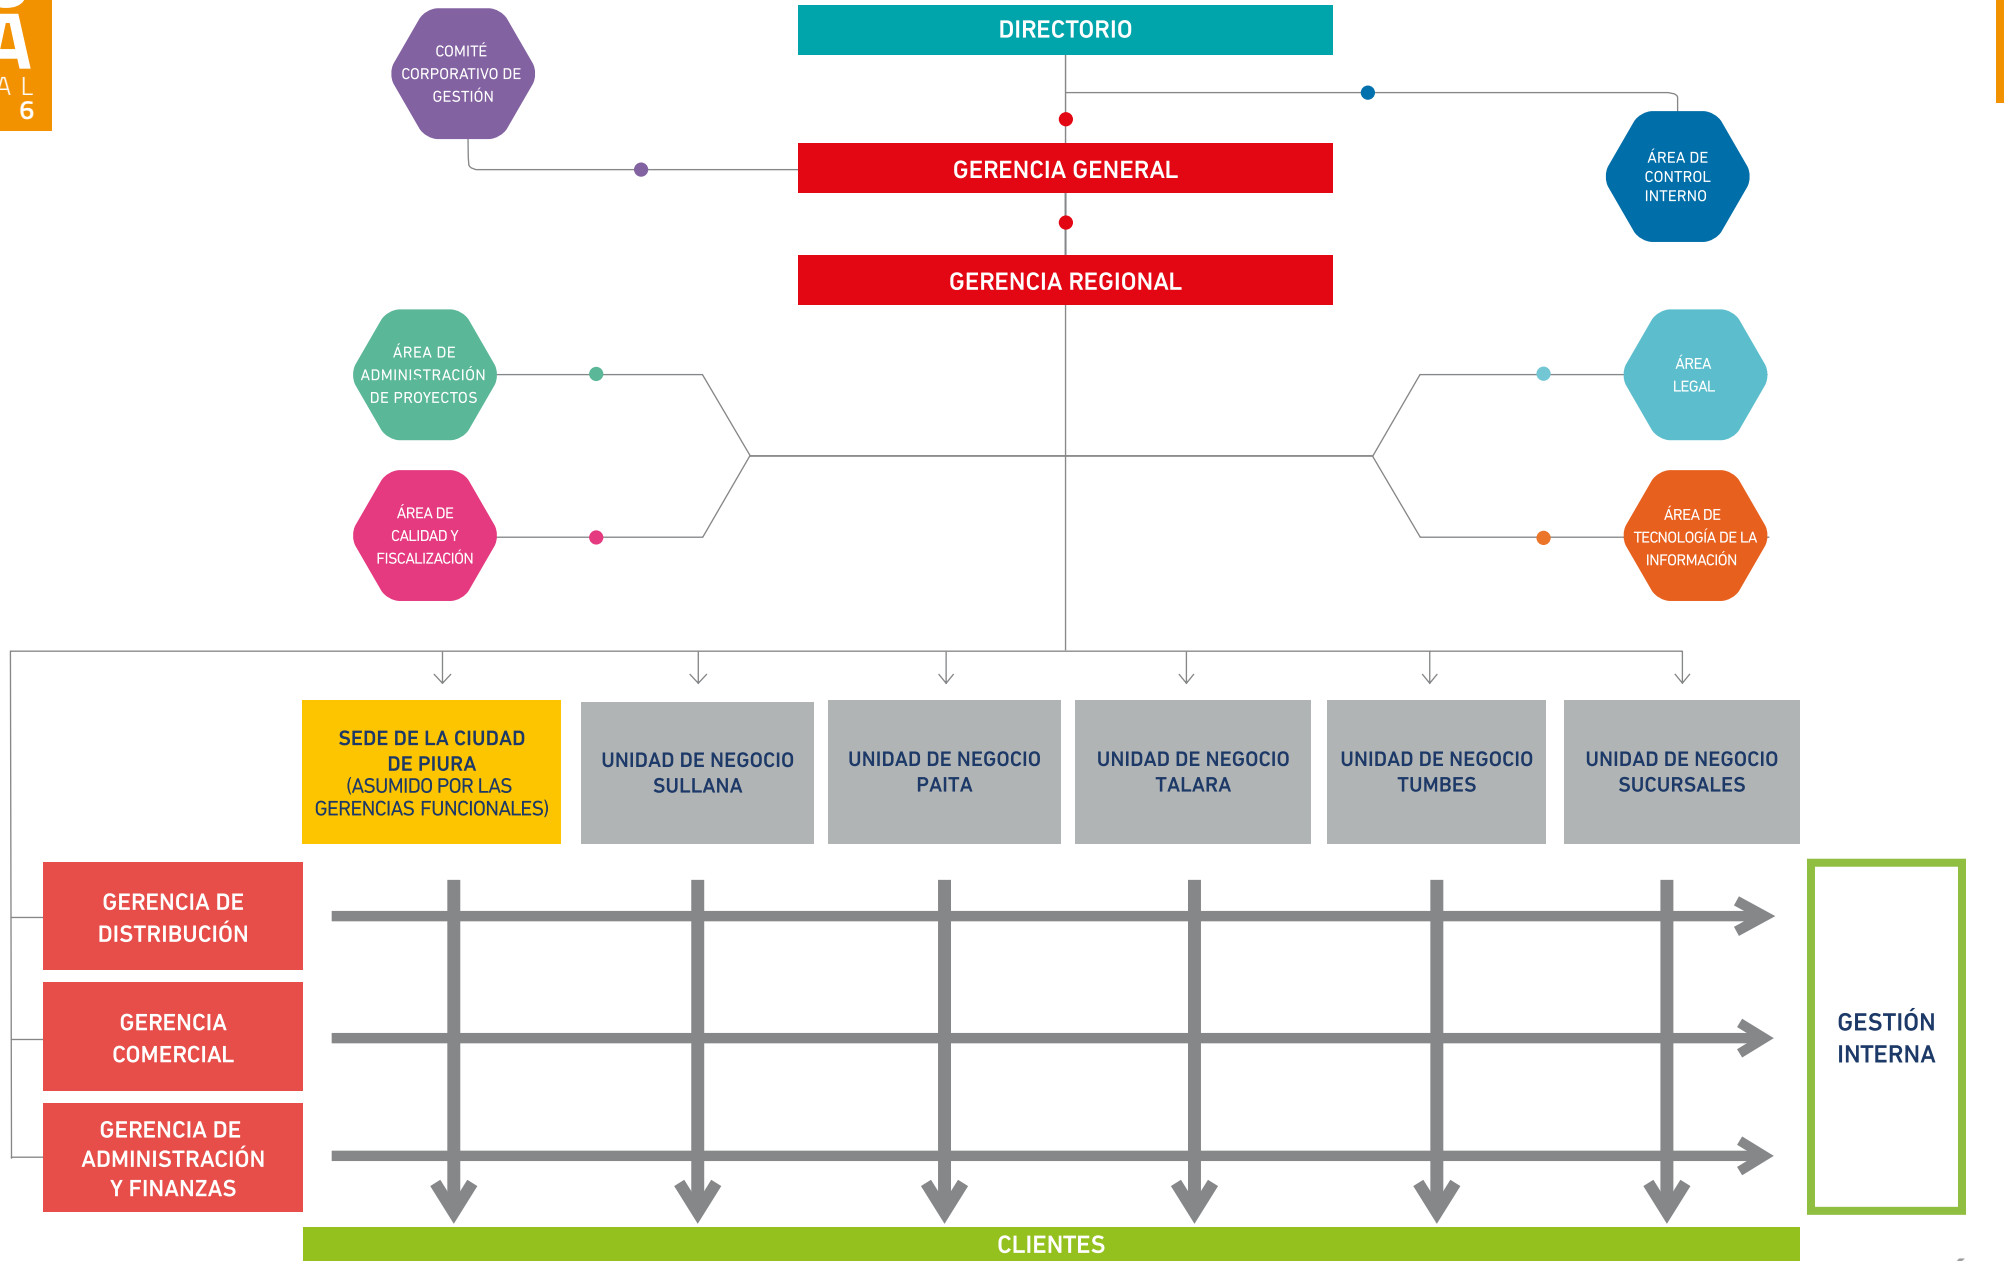 A
A L
6
DIRECTORIO
COMITÉ
CORPORATIVO DE
GESTIÓN
GERENCIA GENERAL
ÁREA DE
CONTROL
INTERNO
GERENCIA REGIONAL
ÁREA DE
ADMINISTRACIÓN
DE PROYECTOS
ÁREA
LEGAL
ÁREA DE
CALIDAD Y
FISCALIZACIÓN
ÁREA DE
TECNOLOGÍA DE LA
INFORMACIÓN
SEDE DE LA CIUDAD
DE PIURA
(ASUMIDO POR LAS
GERENCIAS FUNCIONALES)
UNIDAD DE NEGOCIO
SULLANA
UNIDAD DE NEGOCIO
PAITA
UNIDAD DE NEGOCIO
TALARA
UNIDAD DE NEGOCIO
TUMBES
UNIDAD DE NEGOCIO
SUCURSALES
GERENCIA DE
DISTRIBUCIÓN
GERENCIA
COMERCIAL
GERENCIA DE
ADMINISTRACIÓN
Y FINANZAS
GESTIÓN
INTERNA
CLIENTES